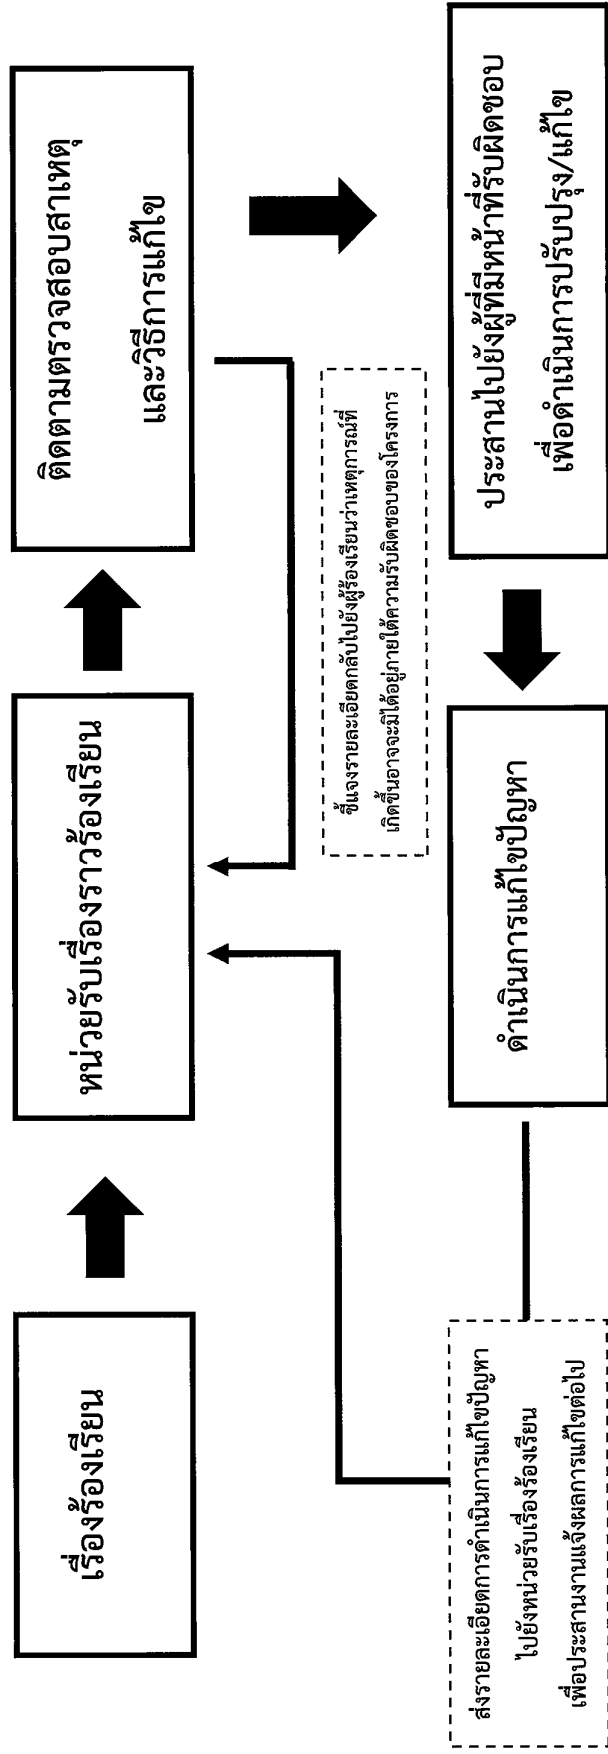 เรื่องร้องเรียน
หน่วยรับเรื่องราวร้องเรียน
ติดตามตรวจสอบสาเหตุ
และวิธีการแก้ไข
ชี้แจงรายละเอียดกลับไปยังผู้ร้องเรียนว่าเหตุการณ์ที่
เกิดขึ้นอาจจะมิได้อยู่ภายใต้ความรับผิดชอบของโครงการ
ประสานไปยังผู้ที่มีหน้าที่รับผิดชอบ
เพื่อดำเนินการปรับปรุง/แก้ไข
ดำเนินการแก้ไขปัญหา
ส่งรายละเอียดการดำเนินการแก้ไขปัญหา
ไปยังหน่วยรับเรื่องร้องเรียน
เพื่อประสานงานแจ้งผลการแก้ไขต่อไป